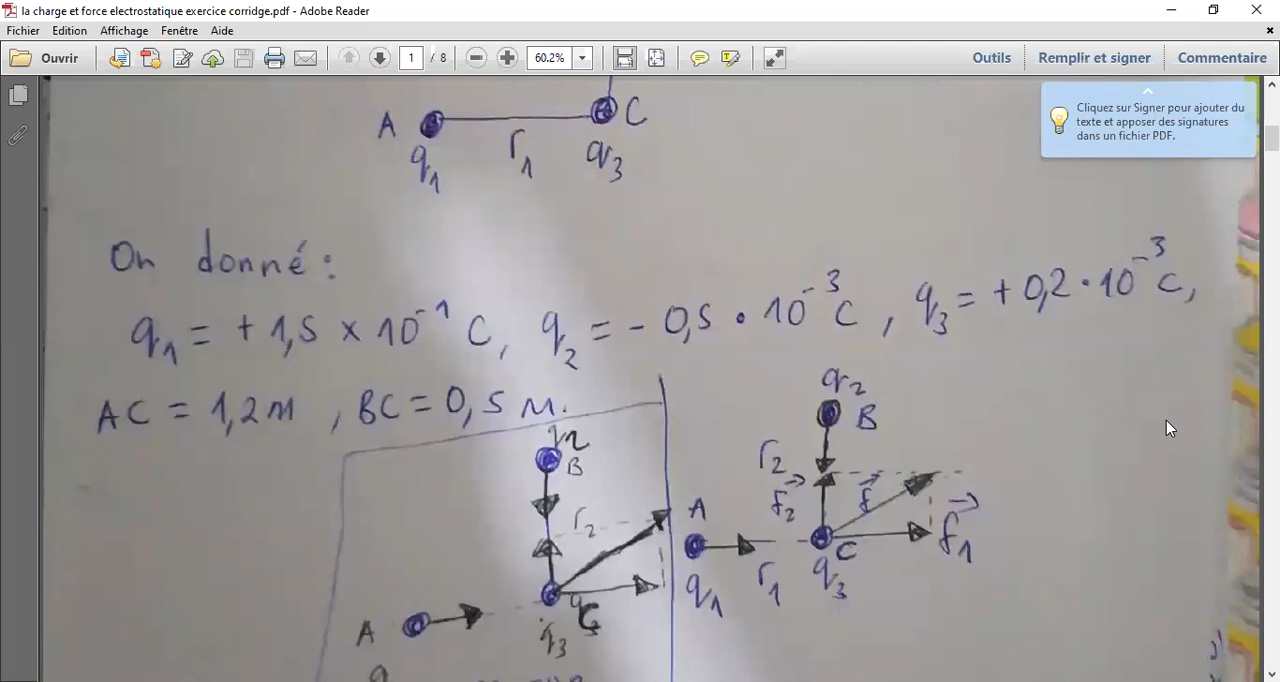 la charge et force electrostatique exercice corridge.pdf - Adobe Reader
Fichier Edition Affichage Fenêtre Aide
Ouvrir 1 / 8 60.2% Outils Remplir et signer Commentaire
Cliquez sur Signer pour ajouter du
texte et apposer des signatures
dans un fichier PDF.
A C
q1 r1 q3
On donné :
q1 = + 1,5 × 10^-1 C, q2 = - 0,5 • 10^-3 C, q3 = + 0,2 • 10^-3 C,
AC = 1,2 m, BC = 0,5 m.
q2
B
r2
A C
q3
q2
B
r2
f2 f
A C f1
q1 r1 q3